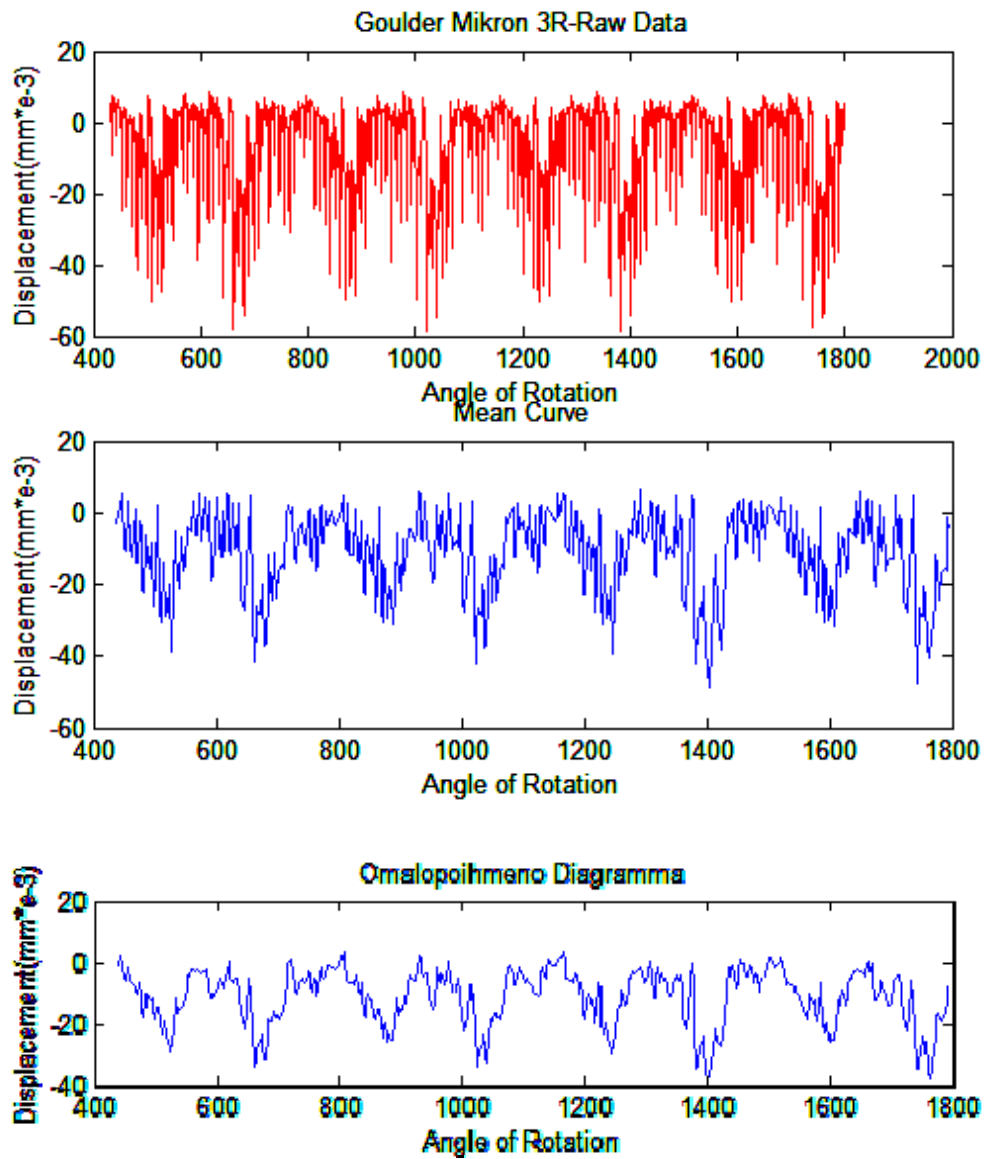 Goulder Mikron 3R-Raw Data
20
0
-20
-40
-60
Displacement(mm*e-3)
400 600 800 1000 1200 1400 1600 1800 2000
Angle of Rotation
Mean Curve
20
0
-20
-40
-60
Displacement(mm*e-3)
400 600 800 1000 1200 1400 1600 1800
Angle of Rotation
Omalopoihmeno Diagramma
20
0
-20
-40
Displacement(mm*e-3)
400 600 800 1000 1200 1400 1600 1800
Angle of Rotation